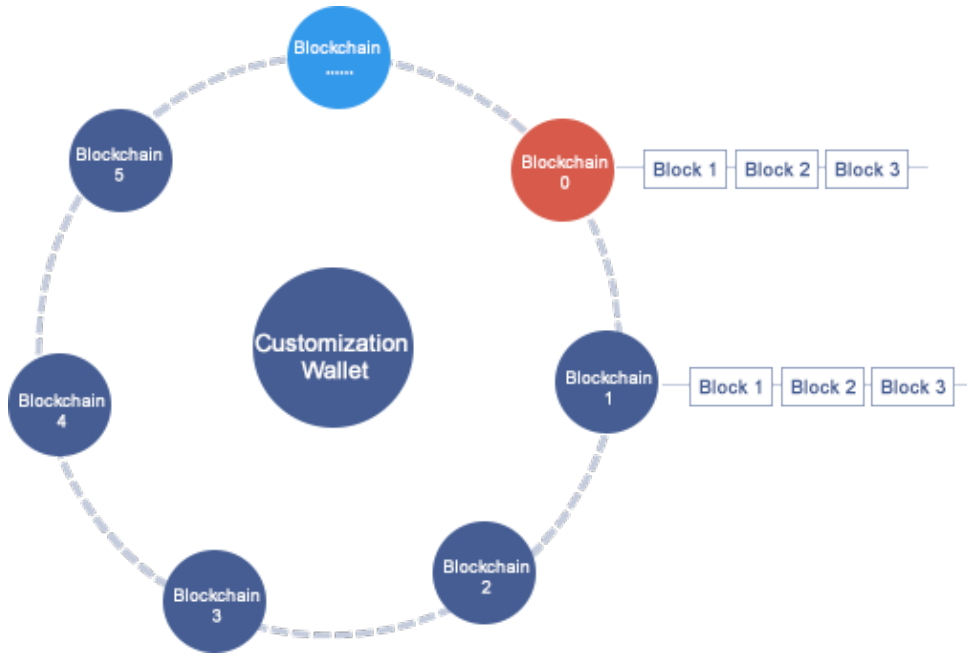 Blockchain
......
Blockchain
0
Block 1
Block 2
Block 3
Blockchain
5
Customization
Wallet
Blockchain
1
Block 1
Block 2
Block 3
Blockchain
4
Blockchain
2
Blockchain
3